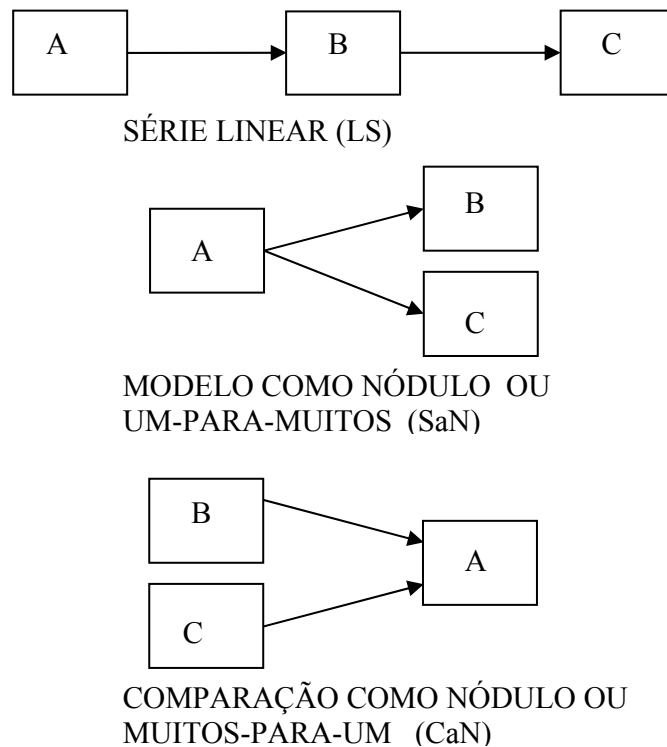 A B C
SÉRIE LINEAR (LS)
B
A
C
MODELO COMO NÓDULO OU
UM-PARA-MUITOS (SaN)
B
A
C
COMPARAÇÃO COMO NÓDULO OU
MUITOS-PARA-UM (CaN)